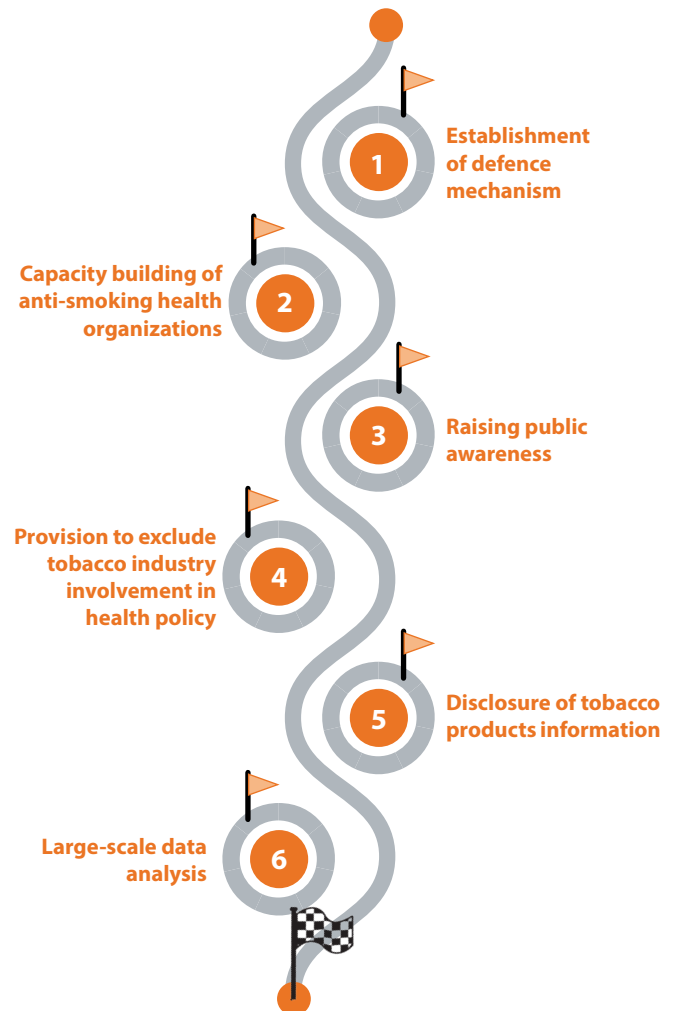 1
Establishment
of defence
mechanism
2
Capacity building of
anti-smoking health
organizations
3
Raising public
awareness
4
Provision to exclude
tobacco industry
involvement in
health policy
5
Disclosure of tobacco
products information
6
Large-scale data
analysis